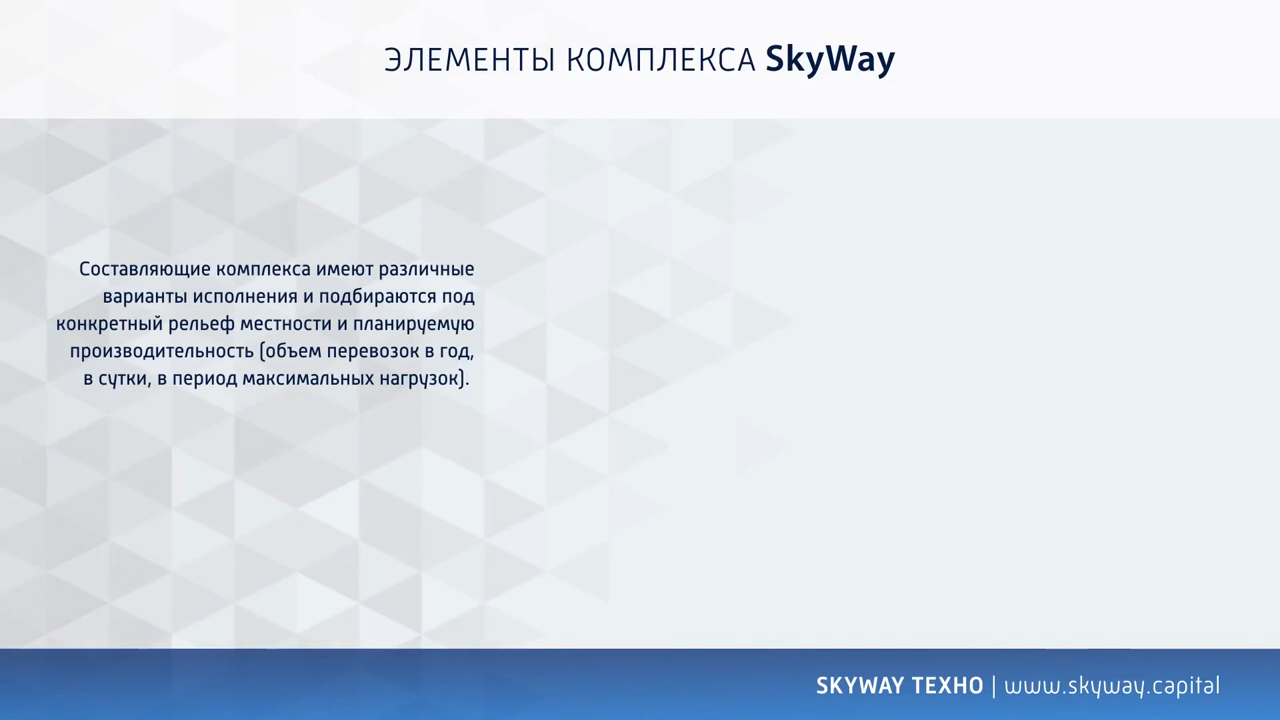 ЭЛЕМЕНТЫ КОМПЛЕКСА SkyWay
Составляющие комплекса имеют различные
варианты исполнения и подбираются под
конкретный рельеф местности и планируемую
производительность (объем перевозок в год,
в сутки, в период максимальных нагрузок).
SKYWAY ТЕХНО | www.skyway.capital